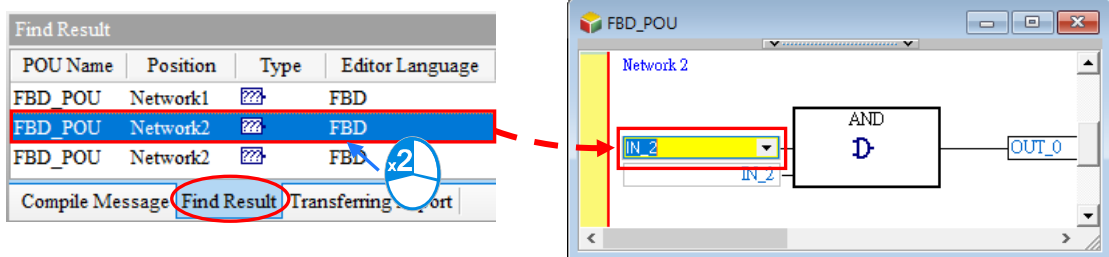 Find Result
POU Name Position Type Editor Language
FBD_POU Network1 ??? FBD
FBD_POU Network2 ??? FBD
FBD_POU Network2 ??? FBD
x2
Compile Message Find Result Transferring
FBD_POU
Network 2
AND
IN_2
OUT_0
IN_2